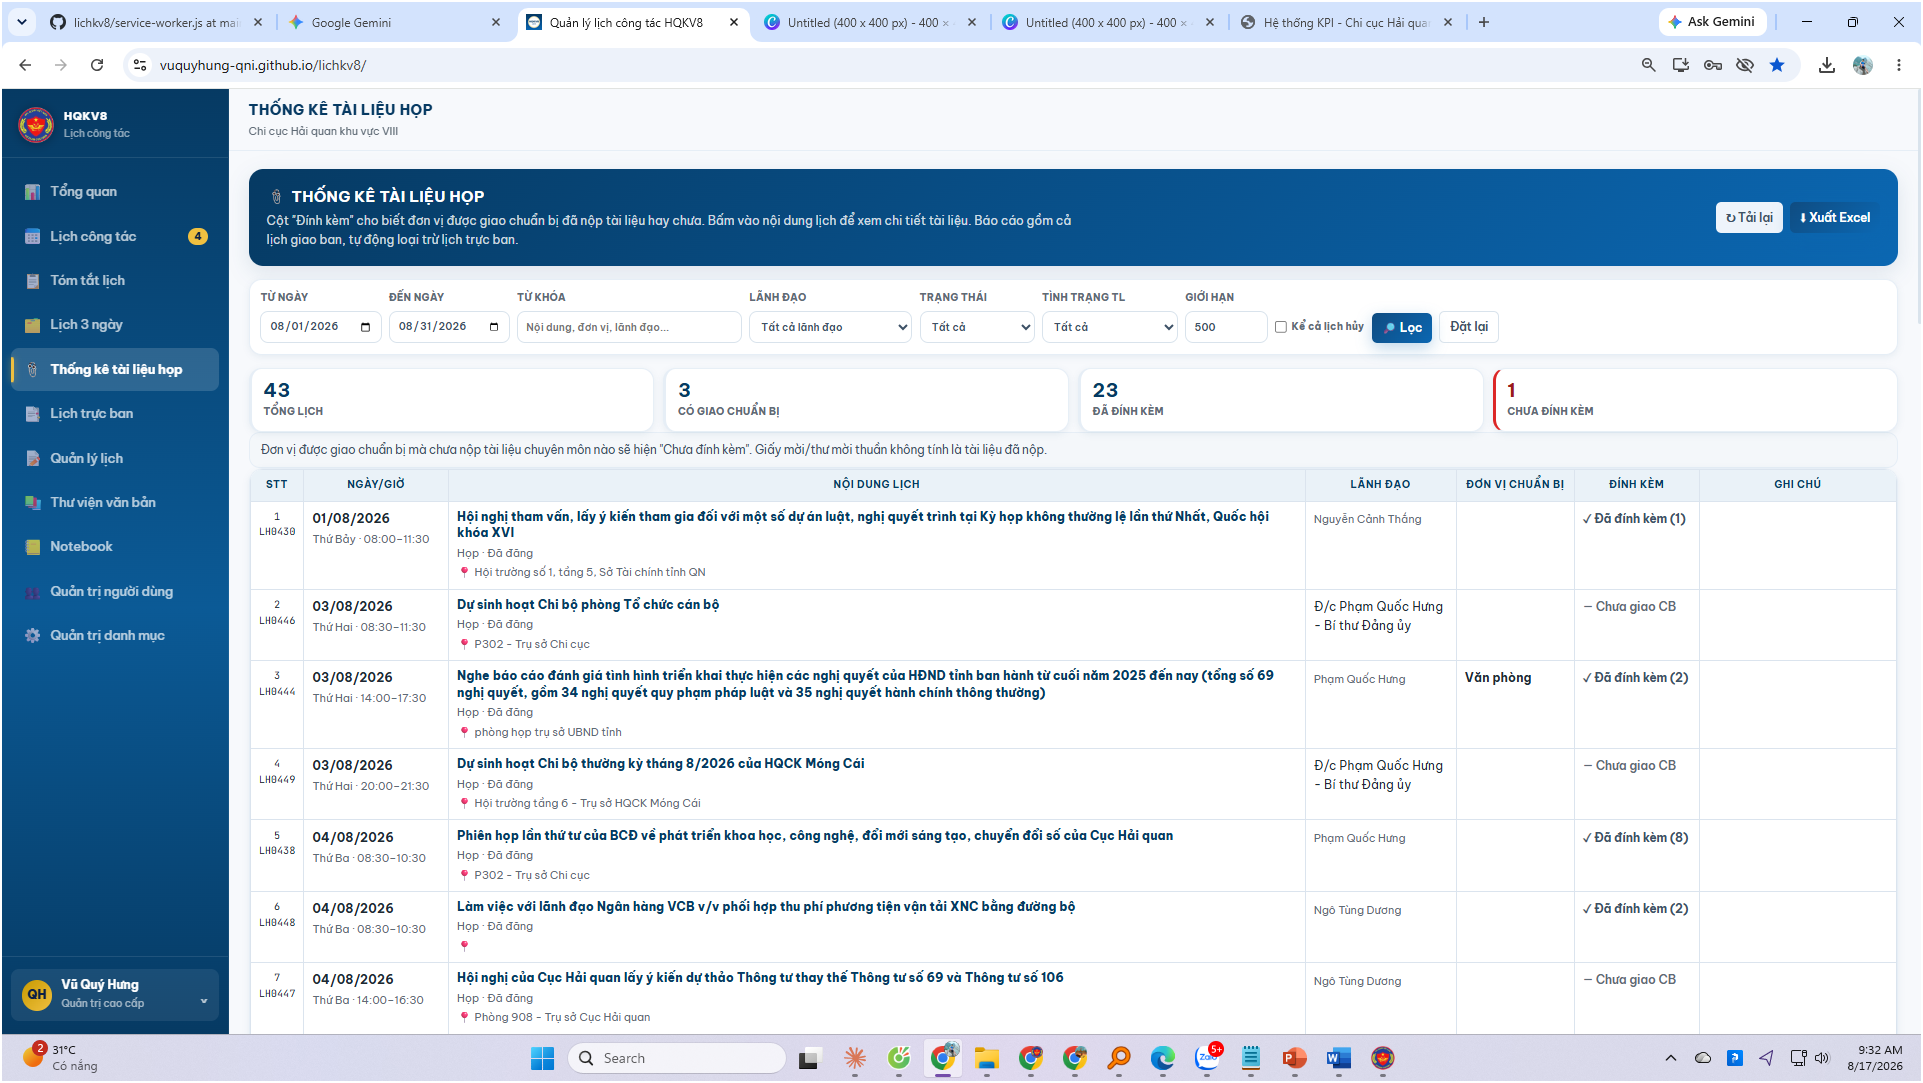 lichkv8/service-worker.js at mai
Google Gemini
Quản lý lịch công tác HQKV8
Untitled (400 x 400 px) - 400 ×
Untitled (400 x 400 px) - 400 ×
Hệ thống KPI - Chi cục Hải qua
Ask Gemini
vuquyhung-qni.github.io/lichkv8/
HQKV8
Lịch công tác
Tổng quan
Lịch công tác 4
Tóm tắt lịch
Lịch 3 ngày
Thống kê tài liệu họp
Lịch trực ban
Quản lý lịch
Thư viện văn bản
Notebook
Quản trị người dùng
Quản trị danh mục
QH
Vũ Quý Hưng
Quản trị cao cấp
THỐNG KÊ TÀI LIỆU HỌP
Chi cục Hải quan khu vực VIII
THỐNG KÊ TÀI LIỆU HỌP
Cột "Đính kèm" cho biết đơn vị được giao chuẩn bị đã nộp tài liệu hay chưa. Bấm vào nội dung lịch để xem chi tiết tài liệu. Báo cáo gồm cả
lịch giao ban, tự động loại trừ lịch trực ban.
↻ Tải lại
⬇ Xuất Excel
TỪ NGÀY ĐẾN NGÀY TỪ KHÓA LÃNH ĐẠO TRẠNG THÁI TÌNH TRẠNG TL GIỚI HẠN
08/01/2026 08/31/2026 Nội dung, đơn vị, lãnh đạo... Tất cả lãnh đạo Tất cả Tất cả 500 Kể cả lịch hủy Lọc Đặt lại
43
TỔNG LỊCH
3
CÓ GIAO CHUẨN BỊ
23
ĐÃ ĐÍNH KÈM
1
CHƯA ĐÍNH KÈM
Đơn vị được giao chuẩn bị mà chưa nộp tài liệu chuyên môn nào sẽ hiện "Chưa đính kèm". Giấy mời/thư mời thuần không tính là tài liệu đã nộp.
STT NGÀY/GIỜ NỘI DUNG LỊCH LÃNH ĐẠO ĐƠN VỊ CHUẨN BỊ ĐÍNH KÈM GHI CHÚ
1
LH0430
01/08/2026
Thứ Bảy · 08:00–11:30
Hội nghị tham vấn, lấy ý kiến tham gia đối với một số dự án luật, nghị quyết trình tại Kỳ họp không thường lệ lần thứ Nhất, Quốc hội
khóa XVI
Họp · Đã đăng
Hội trường số 1, tầng 5, Sở Tài chính tỉnh QN
Nguyễn Cảnh Thắng
✓ Đã đính kèm (1)
2
LH0446
03/08/2026
Thứ Hai · 08:30–11:30
Dự sinh hoạt Chi bộ phòng Tổ chức cán bộ
Họp · Đã đăng
P302 - Trụ sở Chi cục
Đ/c Phạm Quốc Hưng
- Bí thư Đảng ủy
— Chưa giao CB
3
LH0444
03/08/2026
Thứ Hai · 14:00–17:30
Nghe báo cáo đánh giá tình hình triển khai thực hiện các nghị quyết của HĐND tỉnh ban hành từ cuối năm 2025 đến nay (tổng số 69
nghị quyết, gồm 34 nghị quyết quy phạm pháp luật và 35 nghị quyết hành chính thông thường)
Họp · Đã đăng
phòng họp trụ sở UBND tỉnh
Phạm Quốc Hưng
Văn phòng
✓ Đã đính kèm (2)
4
LH0449
03/08/2026
Thứ Hai · 20:00–21:30
Dự sinh hoạt Chi bộ thường kỳ tháng 8/2026 của HQCK Móng Cái
Họp · Đã đăng
Hội trường tầng 6 - Trụ sở HQCK Móng Cái
Đ/c Phạm Quốc Hưng
- Bí thư Đảng ủy
— Chưa giao CB
5
LH0438
04/08/2026
Thứ Ba · 08:30–10:30
Phiên họp lần thứ tư của BCĐ về phát triển khoa học, công nghệ, đổi mới sáng tạo, chuyển đổi số của Cục Hải quan
Họp · Đã đăng
P302 - Trụ sở Chi cục
Phạm Quốc Hưng
✓ Đã đính kèm (8)
6
LH0448
04/08/2026
Thứ Ba · 08:30–10:30
Làm việc với lãnh đạo Ngân hàng VCB v/v phối hợp thu phí phương tiện vận tải XNC bằng đường bộ
Họp · Đã đăng
Ngô Tùng Dương
✓ Đã đính kèm (2)
7
LH0447
04/08/2026
Thứ Ba · 14:00–16:30
Hội nghị của Cục Hải quan lấy ý kiến dự thảo Thông tư thay thế Thông tư số 69 và Thông tư số 106
Họp · Đã đăng
Phòng 908 - Trụ sở Cục Hải quan
Ngô Tùng Dương
— Chưa giao CB
2
31°C
Có nắng
Search
Zalo
5+
9:32 AM
8/17/2026